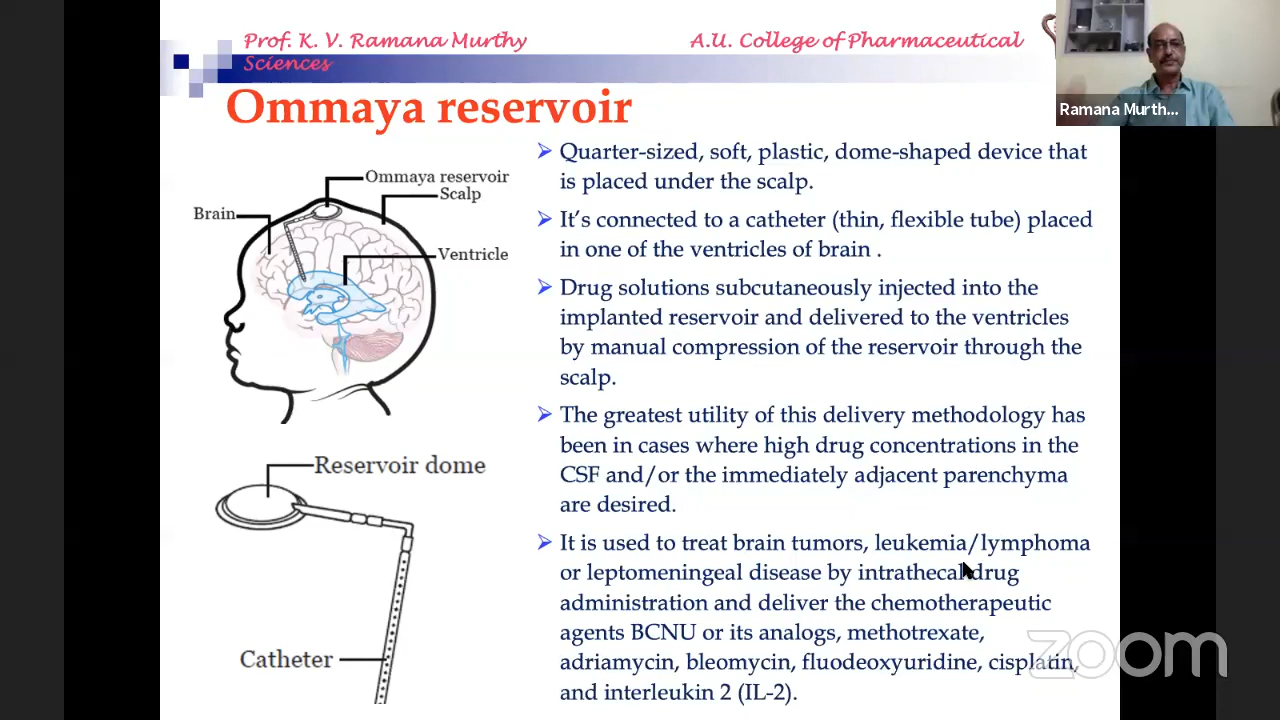 Prof. K. V. Ramana Murthy A.U. College of Pharmaceutical
Sciences
Ramana Murth...
Ommaya reservoir
Ommaya reservoir
Scalp
Brain
Ventricle
Reservoir dome
Catheter
Quarter-sized, soft, plastic, dome-shaped device that
is placed under the scalp.
It's connected to a catheter (thin, flexible tube) placed
in one of the ventricles of brain .
Drug solutions subcutaneously injected into the
implanted reservoir and delivered to the ventricles
by manual compression of the reservoir through the
scalp.
The greatest utility of this delivery methodology has
been in cases where high drug concentrations in the
CSF and/or the immediately adjacent parenchyma
are desired.
It is used to treat brain tumors, leukemia/lymphoma
or leptomeningeal disease by intrathecal drug
administration and deliver the chemotherapeutic
agents BCNU or its analogs, methotrexate,
adriamycin, bleomycin, fluodeoxyuridine, cisplatin,
and interleukin 2 (IL-2).
zoom